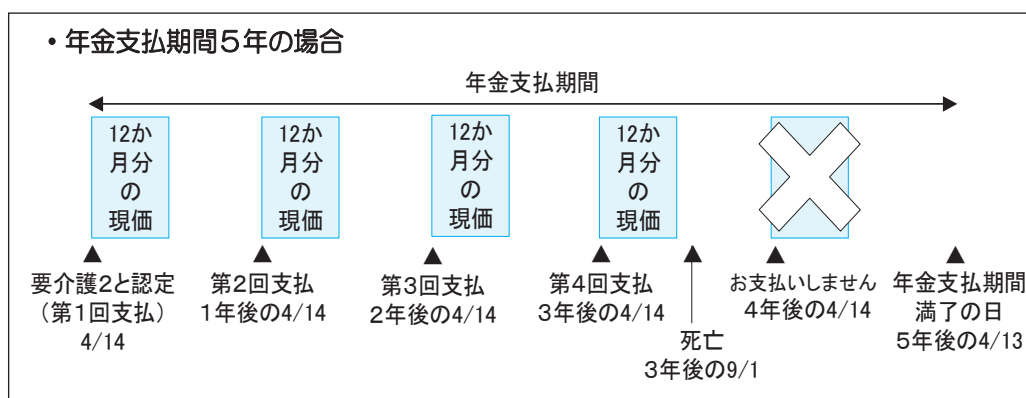 ・年金支払期間5年の場合
年金支払期間
12か
月分
の
現価
12か
月分
の
現価
12か
月分
の
現価
12か
月分
の
現価
要介護2と認定
（第1回支払）
4/14
第2回支払
1年後の4/14
第3回支払
2年後の4/14
第4回支払
3年後の4/14
死亡
3年後の9/1
お支払いしません
4年後の4/14
年金支払期間
満了の日
5年後の4/13